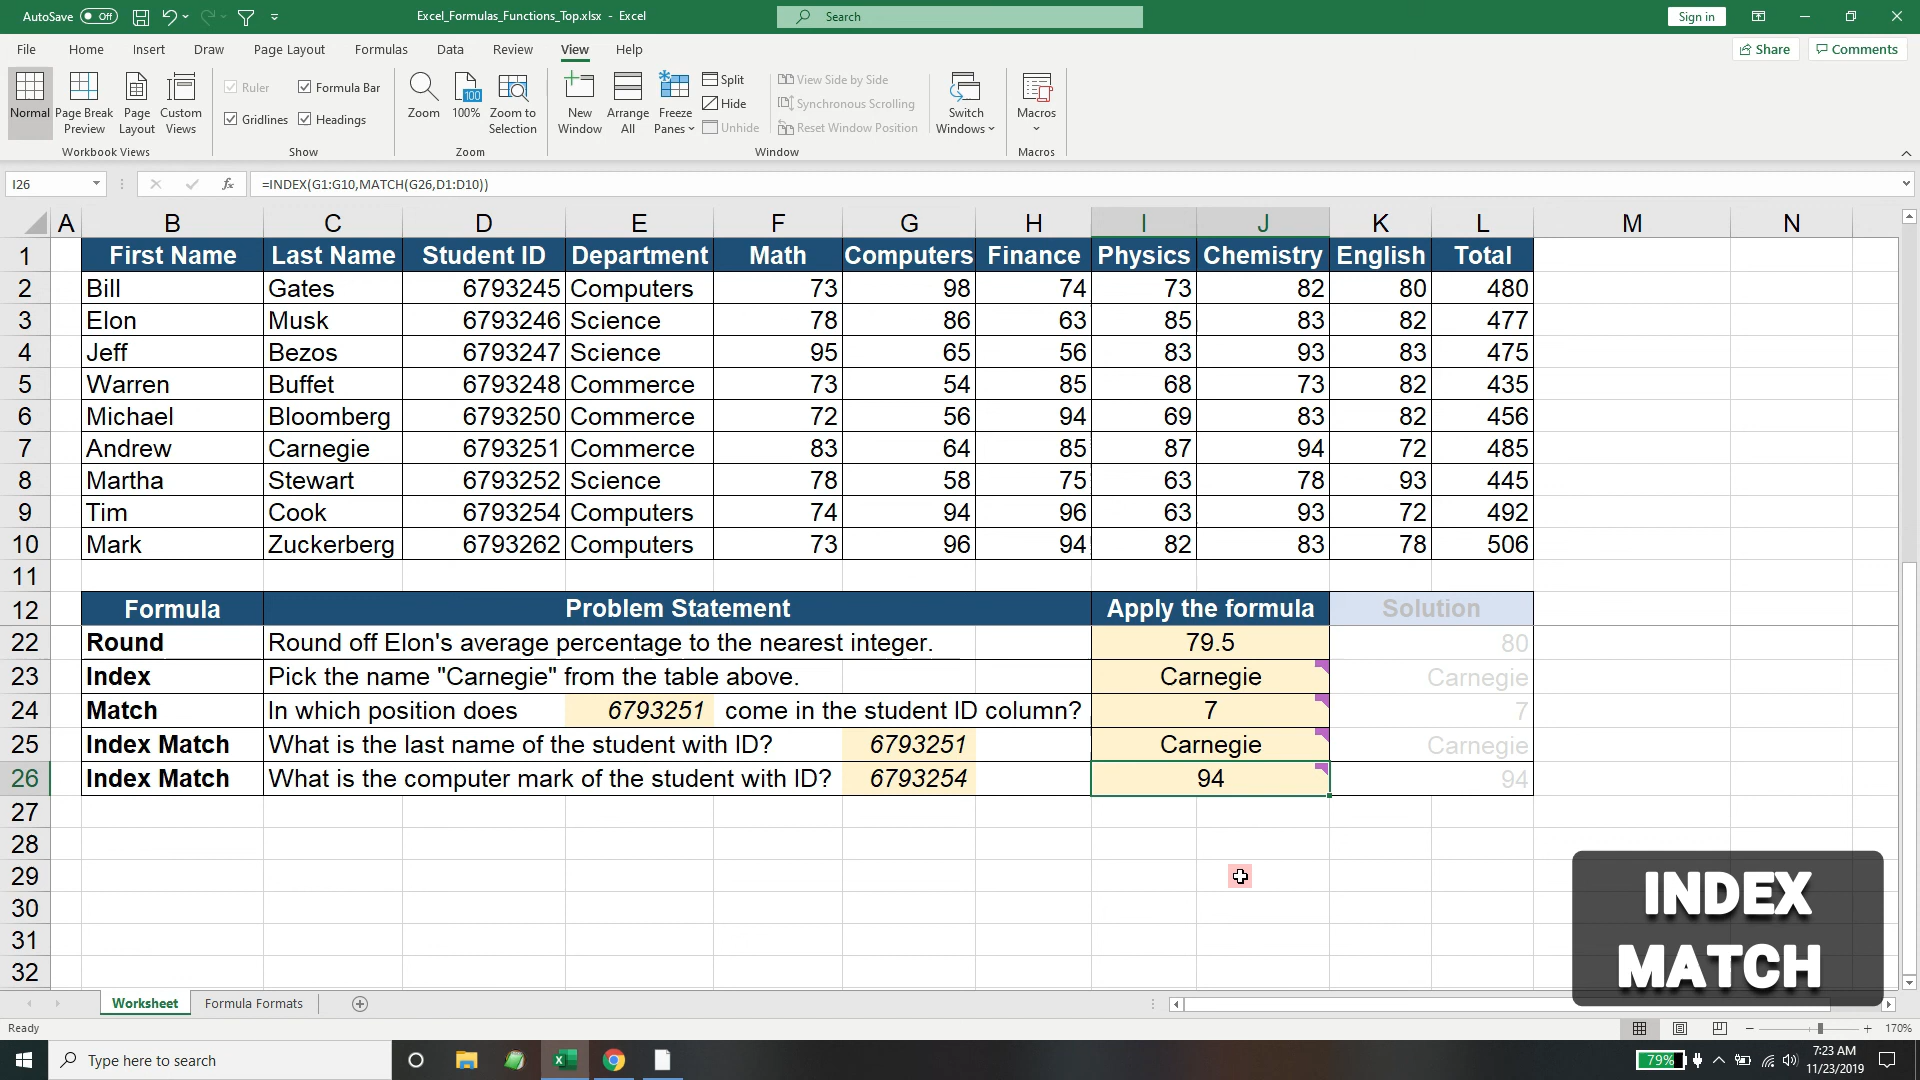 AutoSave Off Excel_Formulas_Functions_Top.xlsx - Excel Search Sign in
File Home Insert Draw Page Layout Formulas Data Review View Help Share Comments
Normal Page Break Preview Page Layout Custom Views Ruler Formula Bar Gridlines Headings Zoom 100 100% Zoom to Selection New Window Arrange All Freeze Panes Split Hide Unhide View Side by Side Synchronous Scrolling Reset Window Position Switch Windows Macros
Workbook Views Show Zoom Window Macros
I26 fx =INDEX(G1:G10,MATCH(G26,D1:D10))
A B C D E F G H I J K L M N
1 First Name Last Name Student ID Department Math Computers Finance Physics Chemistry English Total
2 Bill Gates 6793245 Computers 73 98 74 73 82 80 480
3 Elon Musk 6793246 Science 78 86 63 85 83 82 477
4 Jeff Bezos 6793247 Science 95 65 56 83 93 83 475
5 Warren Buffet 6793248 Commerce 73 54 85 68 73 82 435
6 Michael Bloomberg 6793250 Commerce 72 56 94 69 83 82 456
7 Andrew Carnegie 6793251 Commerce 83 64 85 87 94 72 485
8 Martha Stewart 6793252 Science 78 58 75 63 78 93 445
9 Tim Cook 6793254 Computers 74 94 96 63 93 72 492
10 Mark Zuckerberg 6793262 Computers 73 96 94 82 83 78 506
11
12 Formula Problem Statement Apply the formula Solution
22 Round Round off Elon's average percentage to the nearest integer. 79.5 80
23 Index Pick the name "Carnegie" from the table above. Carnegie Carnegie
24 Match In which position does 6793251 come in the student ID column? 7 7
25 Index Match What is the last name of the student with ID? 6793251 Carnegie Carnegie
26 Index Match What is the computer mark of the student with ID? 6793254 94 94
27
28
29
30
31
32
INDEX
MATCH
Worksheet Formula Formats
Ready 170%
Type here to search 79% 7:23 AM
11/23/2019